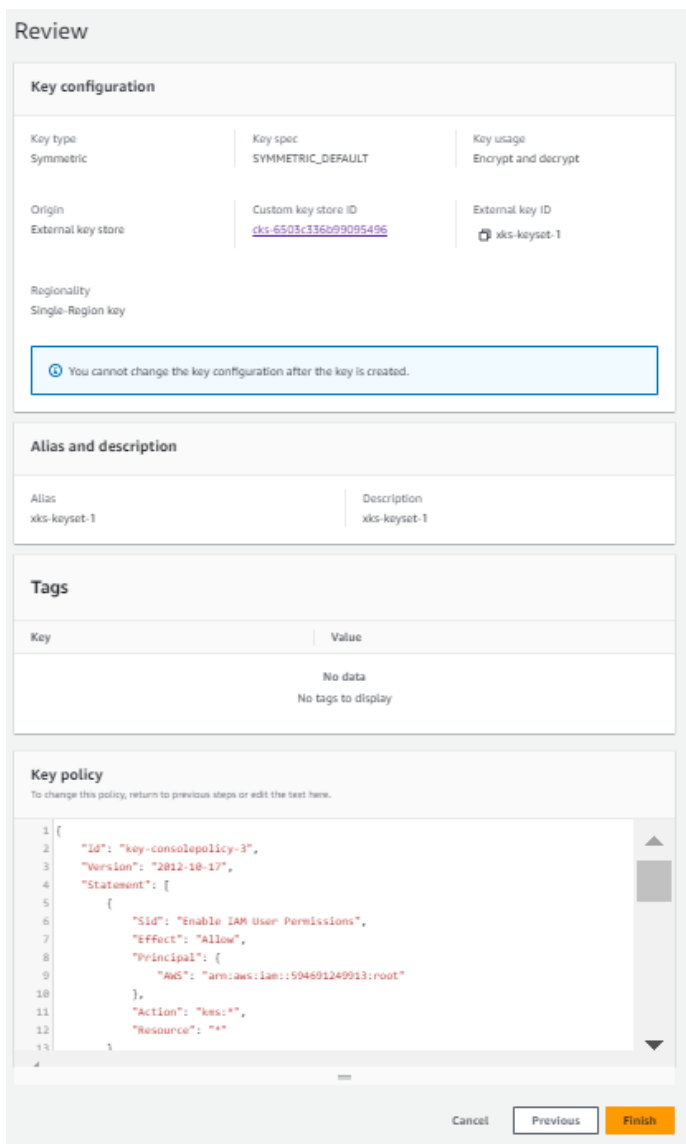 Review
Key configuration
Key type
Symmetric
Key spec
SYMMETRIC_DEFAULT
Key usage
Encrypt and decrypt
Origin
External key store
Custom key store ID
cks-6503c336b99095496
External key ID
xks-keyset-1
Regionality
Single-Region key
You cannot change the key configuration after the key is created.
Alias and description
Alias
xks-keyset-1
Description
xks-keyset-1
Tags
Key Value
No data
No tags to display
Key policy
To change this policy, return to previous steps or edit the text here.
1 {
2 "Id": "key-consolepolicy-3",
3 "Version": "2012-10-17",
4 "Statement": [
5 {
6 "Sid": "Enable IAM User Permissions",
7 "Effect": "Allow",
8 "Principal": {
9 "AWS": "arn:aws:iam::594691249913:root"
10 },
11 "Action": "kms:*",
12 "Resource": "*"
13 }
Cancel Previous Finish